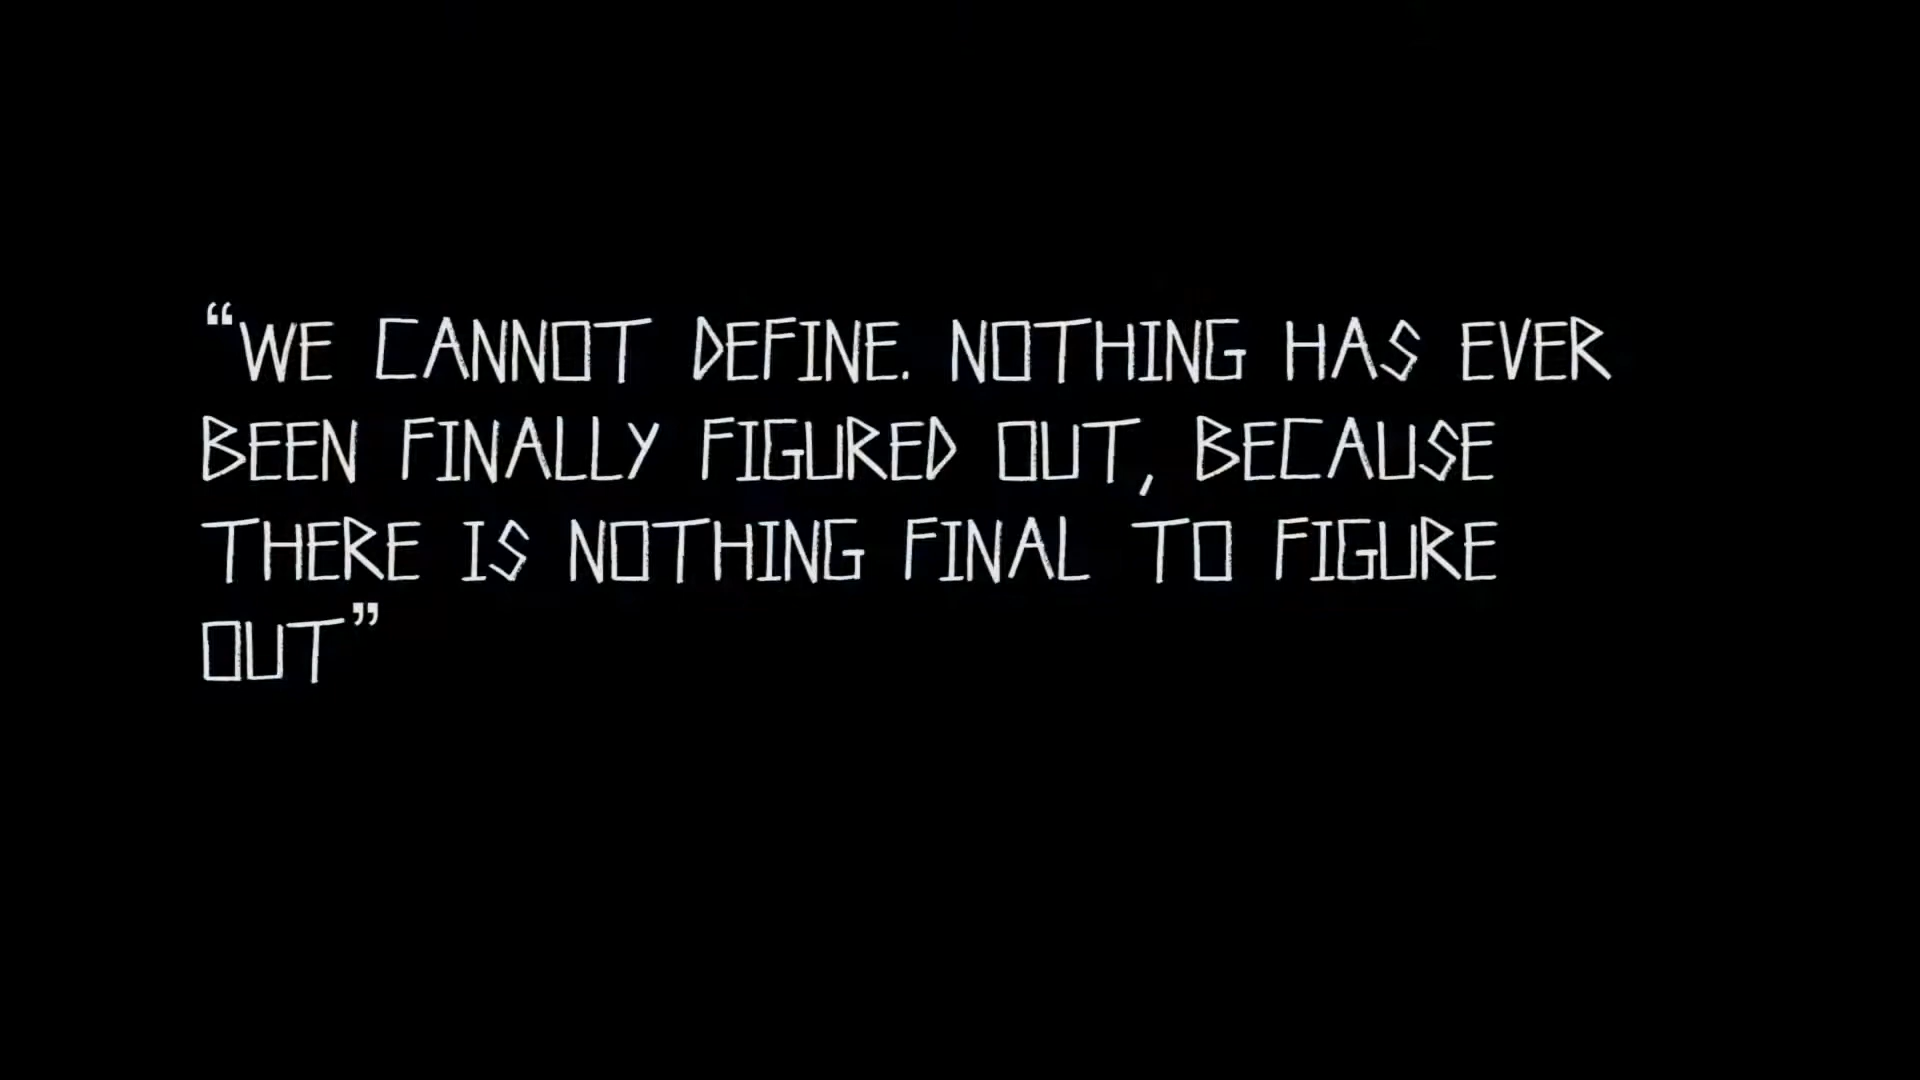 “WE CANNOT DEFINE. NOTHING HAS EVER
BEEN FINALLY FIGURED OUT, BECAUSE
THERE IS NOTHING FINAL TO FIGURE
OUT”